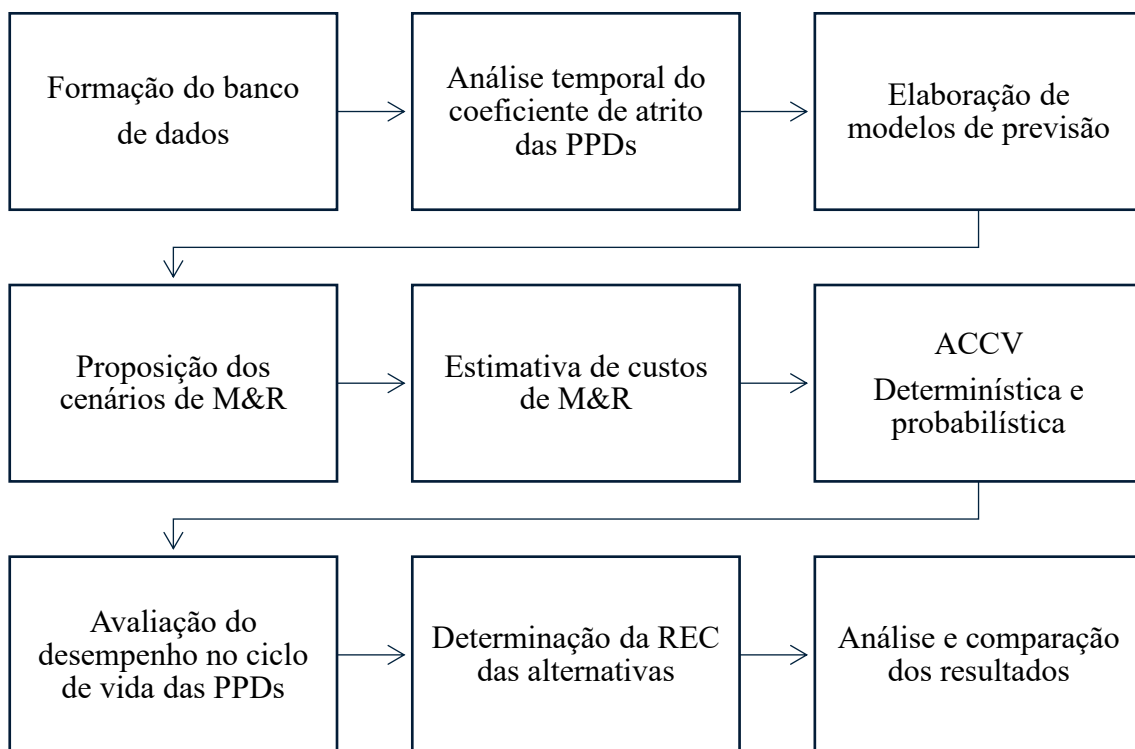 Formação do banco
de dados
Análise temporal do
coeficiente de atrito
das PPDs
Elaboração de
modelos de previsão
Proposição dos
cenários de M&R
Estimativa de custos
de M&R
ACCV
Determinística e
probabilística
Avaliação do
desempenho no ciclo
de vida das PPDs
Determinação da REC
das alternativas
Análise e comparação
dos resultados